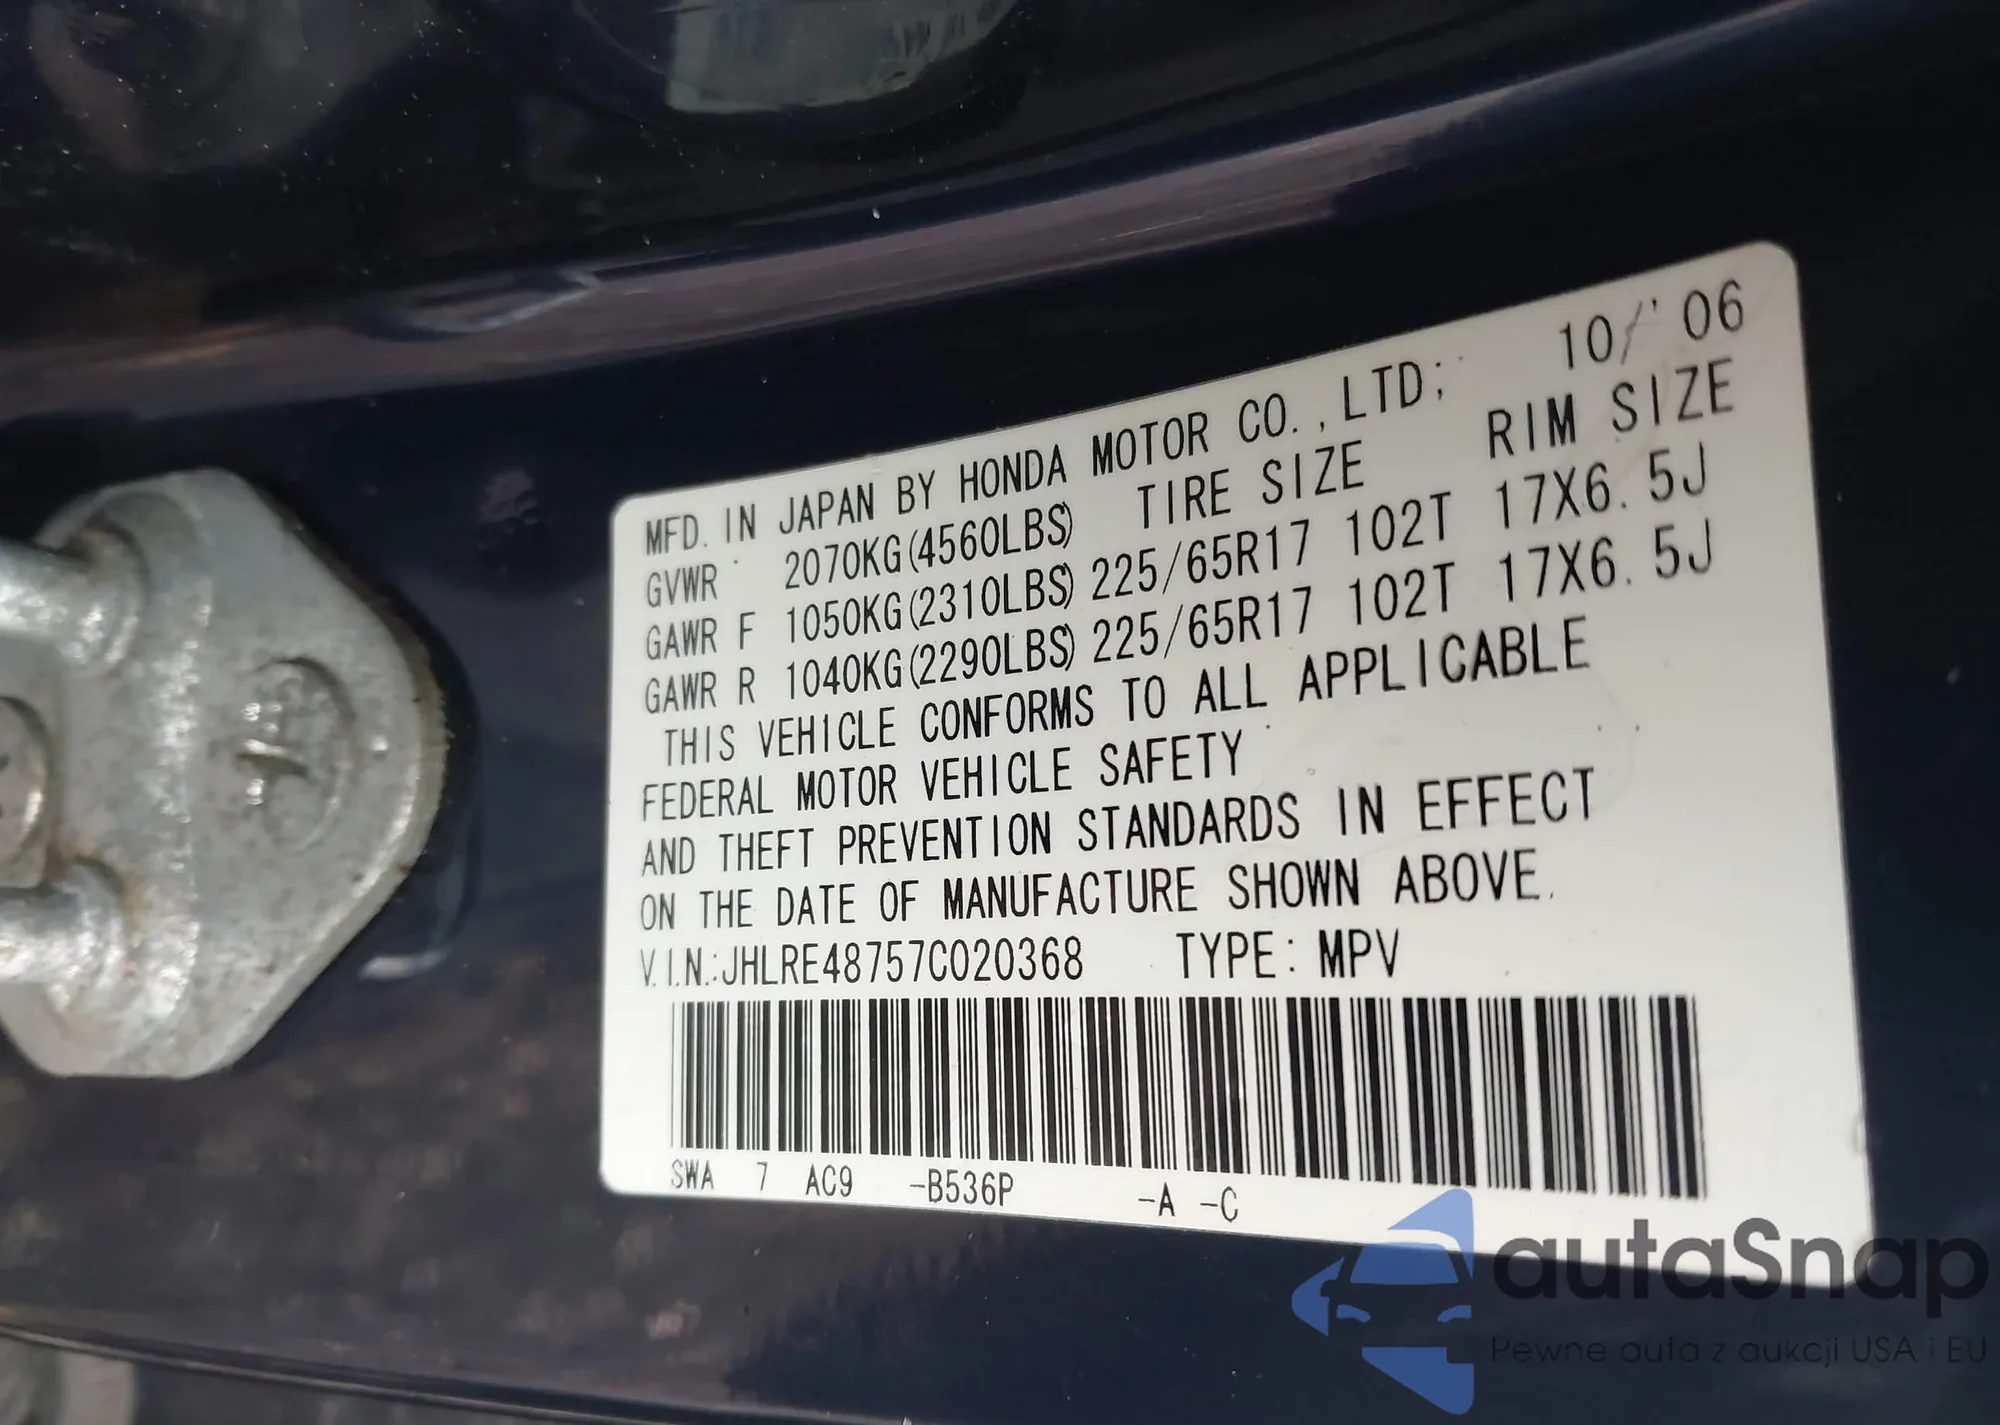 MFD. IN JAPAN BY HONDA MOTOR CO.,LTD; 10/'06
GVWR 2070KG(4560LBS) TIRE SIZE RIM SIZE
GAWR F 1050KG(2310LBS) 225/65R17 102T 17X6.5J
GAWR R 1040KG(2290LBS) 225/65R17 102T 17X6.5J
THIS VEHICLE CONFORMS TO ALL APPLICABLE
FEDERAL MOTOR VEHICLE SAFETY
AND THEFT PREVENTION STANDARDS IN EFFECT
ON THE DATE OF MANUFACTURE SHOWN ABOVE.
V.I.N.:JHLRE48757C020368 TYPE: MPV
SWA 7 AC9 -B536P -A -C
autaSnap
Pewne auta z aukcji USA i EU